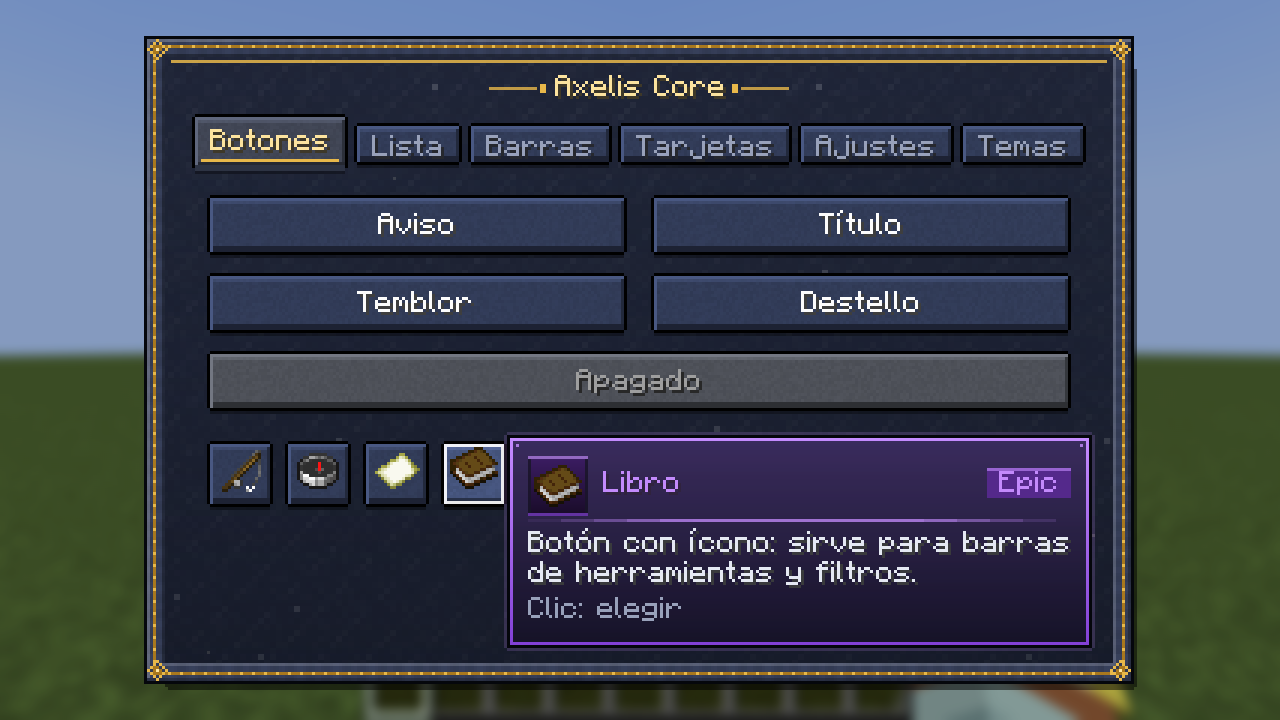 Axelis Core
Botones Lista Barras Tarjetas Ajustes Temas
Aviso Título
Temblor Destello
Apagado
Libro Epic
Botón con ícono: sirve para barras
de herramientas y filtros.
Clic: elegir